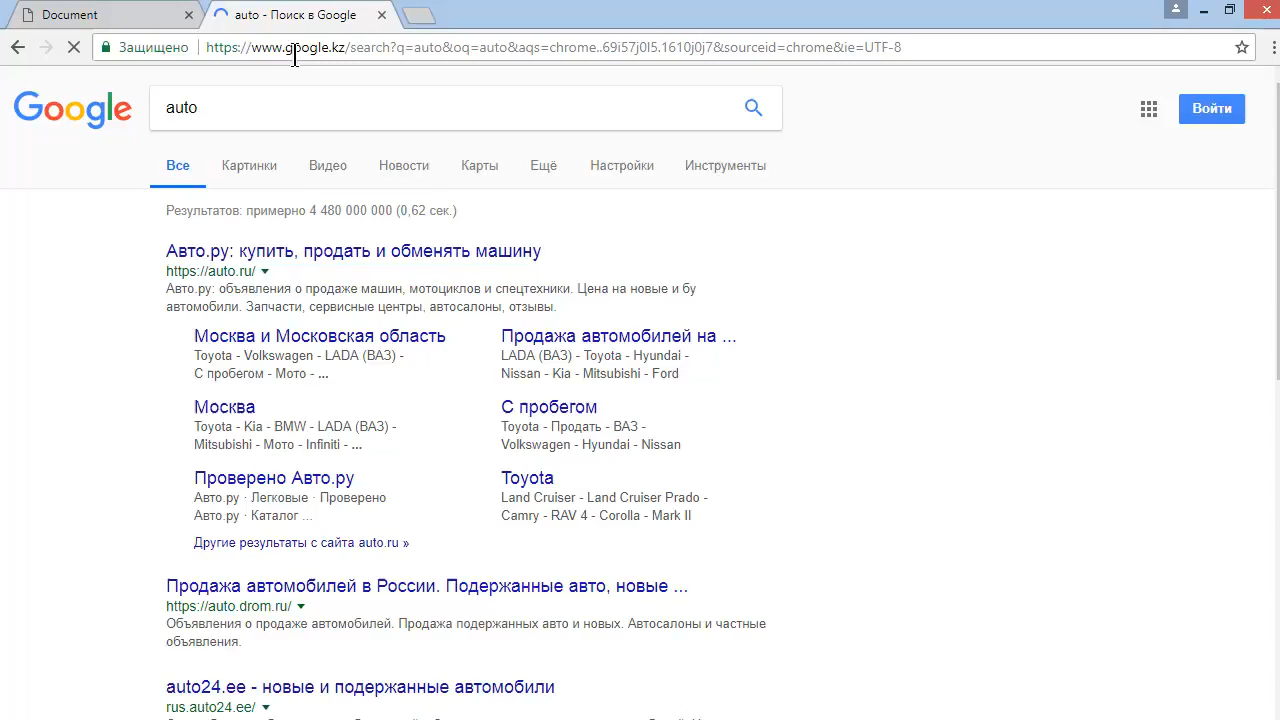 Document
auto - Поиск в Google
Защищено
https://www.google.kz/search?q=auto&oq=auto&aqs=chrome..69i57j0l5.1610j0j7&sourceid=chrome&ie=UTF-8
Google
auto
Войти
Все Картинки Видео Новости Карты Ещё Настройки Инструменты
Результатов: примерно 4 480 000 000 (0,62 сек.)
Авто.ру: купить, продать и обменять машину
https://auto.ru/
Авто.ру: объявления о продаже машин, мотоциклов и спецтехники. Цена на новые и бу
автомобили. Запчасти, сервисные центры, автосалоны, отзывы.
Москва и Московская область
Toyota - Volkswagen - LADA (ВАЗ) -
С пробегом - Мото - ...
Продажа автомобилей на ...
LADA (ВАЗ) - Toyota - Hyundai -
Nissan - Kia - Mitsubishi - Ford
Москва
Toyota - Kia - BMW - LADA (ВАЗ) -
Mitsubishi - Мото - Infiniti - ...
С пробегом
Toyota - Продать - ВАЗ -
Volkswagen - Hyundai - Nissan
Проверено Авто.ру
Авто.ру · Легковые · Проверено
Авто.ру · Каталог ...
Toyota
Land Cruiser - Land Cruiser Prado -
Camry - RAV 4 - Corolla - Mark II
Другие результаты с сайта auto.ru »
Продажа автомобилей в России. Подержанные авто, новые ...
https://auto.drom.ru/
Объявления о продаже автомобилей. Продажа подержанных авто и новых. Автосалоны и частные
объявления.
auto24.ee - новые и подержанные автомобили
rus.auto24.ee/